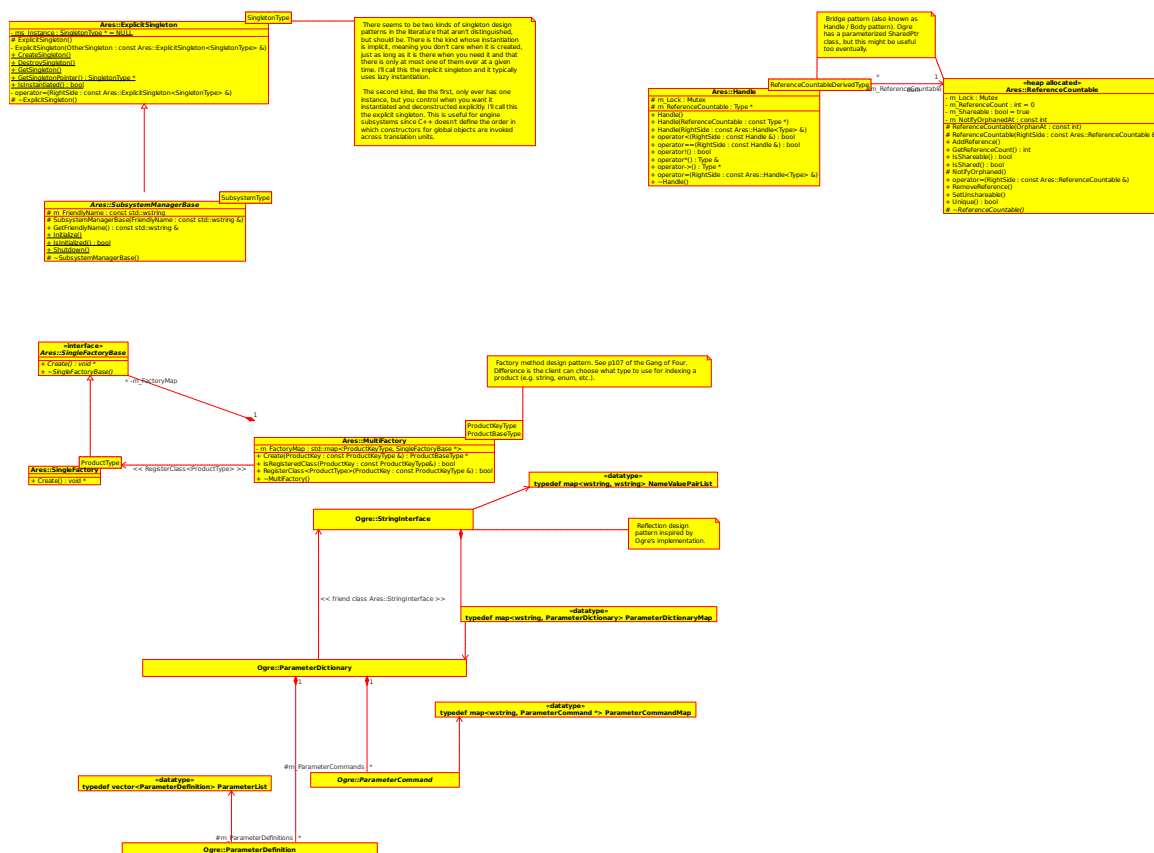 SingletonType
Ares::ExplicitSingleton
- ms_Instance : SingletonType * = NULL
# ExplicitSingleton()
- ExplicitSingleton(OtherSingleton : const Ares::ExplicitSingleton<SingletonType> &)
+ CreateSingleton()
+ DestroySingleton()
+ GetSingleton()
+ GetSingletonPointer() : SingletonType *
+ IsInstantiated() : bool
- operator=(RightSide : const Ares::ExplicitSingleton<SingletonType> &)
# ~ExplicitSingleton()
There seems to be two kinds of singleton design
patterns in the literature that aren't distinguished,
but should be. There is the kind whose instantiation
is implicit, meaning you don't care when it is created,
just as long as it is there when you need it and that
there is only at most one of them ever at a given
time. I'll call this the implicit singleton and it typically
uses lazy instantiation.
The second kind, like the first, only ever has one
instance, but you control when you want it
instantiated and deconstructed explicitly. I'll call this
the explicit singleton. This is useful for engine
subsystems since C++ doesn't define the order in
which constructors for global objects are invoked
across translation units.
Bridge pattern (also known as
Handle / Body pattern). Ogre
has a parameterized SharedPtr
class, but this might be useful
too eventually.
ReferenceCountableDerivedType
*
1
Ares::Handle
# m_Lock : Mutex
# m_ReferenceCountable : Type *
+ Handle()
+ Handle(ReferenceCountable : const Type *)
+ Handle(RightSide : const Ares::Handle<Type> &)
+ operator<(RightSide : const Handle &) : bool
+ operator==(RightSide : const Handle &) : bool
+ operator!() : bool
+ operator*() : Type &
+ operator->() : Type *
+ operator=(RightSide : const Ares::Handle<Type> &)
+ ~Handle()
«heap allocated»
Ares::ReferenceCountable
- m_Lock : Mutex
- m_ReferenceCount : int = 0
- m_Shareable : bool = true
- m_NotifyOrphanedAt : const int
# ReferenceCountable(OrphanAt : const int)
# ReferenceCountable(RightSide : const Ares::ReferenceCountable &
+ AddReference()
+ GetReferenceCount() : int
+ IsShareable() : bool
+ IsShared() : bool
# NotifyOrphaned()
+ operator=(RightSide : const Ares::ReferenceCountable &)
+ RemoveReference()
+ SetUnshareable()
+ Unique() : bool
# ~ReferenceCountable()
SubsystemType
Ares::SubsystemManagerBase
# m_FriendlyName : const std::wstring
# SubsystemManagerBase(FriendlyName : const std::wstring &)
+ GetFriendlyName() : const std::wstring &
+ Initialize()
+ IsInitialized() : bool
+ Shutdown()
# ~SubsystemManagerBase()
«interface»
Ares::SingleFactoryBase
+ Create() : void *
+ ~SingleFactoryBase()
* -m_FactoryMap
1
Factory method design pattern. See p107 of the Gang of Four.
Difference is the client can choose what type to use for indexing a
product (e.g. string, enum, etc.).
ProductKeyType
ProductBaseType
Ares::MultiFactory
- m_FactoryMap : std::map<ProductKeyType, SingleFactoryBase *>
+ Create(ProductKey : const ProductKeyType &) : ProductBaseType *
+ IsRegisteredClass(ProductKey : const ProductKeyType&) : bool
+ RegisterClass<ProductType>(ProductKey : const ProductKeyType &) : bool
+ ~MultiFactory()
ProductType
<< RegisterClass<ProductType> >>
Ares::SingleFactory
+ Create() : void *
«datatype»
typedef map<wstring, wstring> NameValuePairList
Ogre::StringInterface
Reflection design
pattern inspired by
Ogre's implementation.
<< friend class Ares::StringInterface >>
«datatype»
typedef map<wstring, ParameterDictionary> ParameterDictionaryMap
Ogre::ParameterDictionary
1
1
«datatype»
typedef map<wstring, ParameterCommand *> ParameterCommandMap
#m_ParameterCommands *
Ogre::ParameterCommand
«datatype»
typedef vector<ParameterDefinition> ParameterList
#m_ParameterDefinitions *
Ogre::ParameterDefinition